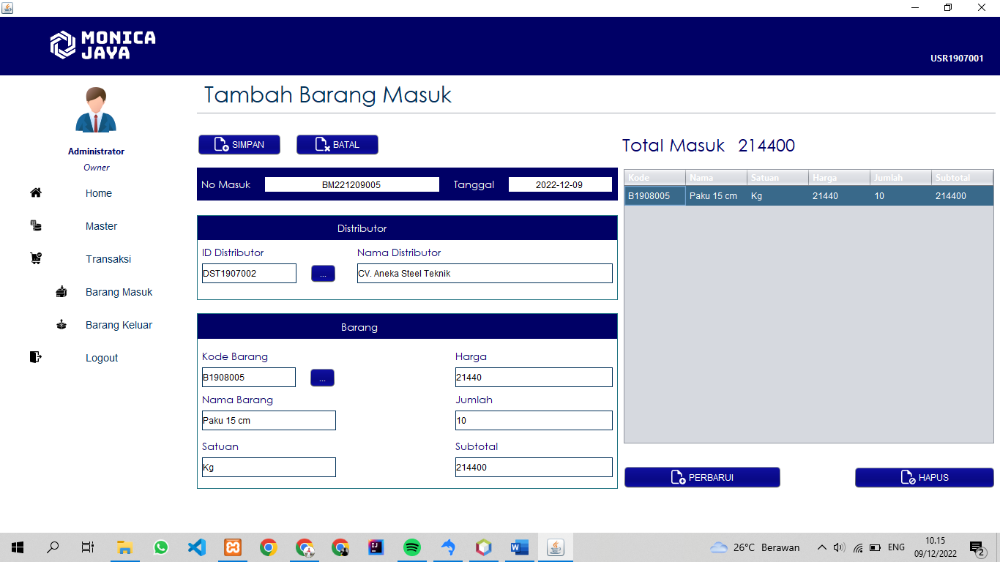 MONICA
JAYA
USR1907001
Administrator
Owner
Home
Master
Transaksi
Barang Masuk
Barang Keluar
Logout
Tambah Barang Masuk
SIMPAN BATAL
No Masuk BM221209005 Tanggal 2022-12-09
Distributor
ID Distributor Nama Distributor
DST1907002 ... CV. Aneka Steel Teknik
Barang
Kode Barang Harga
B1908005 ... 21440
Nama Barang Jumlah
Paku 15 cm 10
Satuan Subtotal
Kg 214400
Total Masuk 214400
Kode Nama Satuan Harga Jumlah Subtotal
B1908005 Paku 15 cm Kg 21440 10 214400
PERBARUI HAPUS
26°C Berawan ENG 10.15
09/12/2022 2